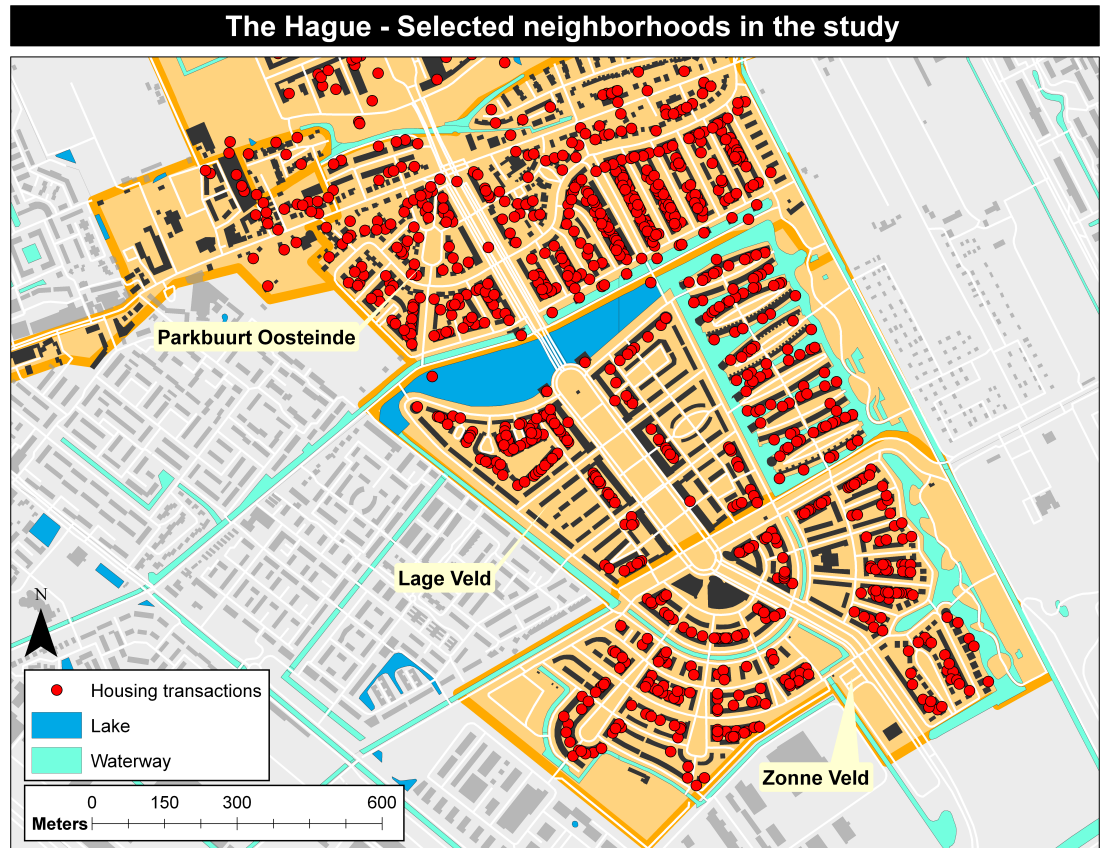 The Hague - Selected neighborhoods in the study
Parkbuurt Oosteinde
Lage Veld
Zonne Veld
N
Housing transactions
Lake
Waterway
0 150 300 600
Meters